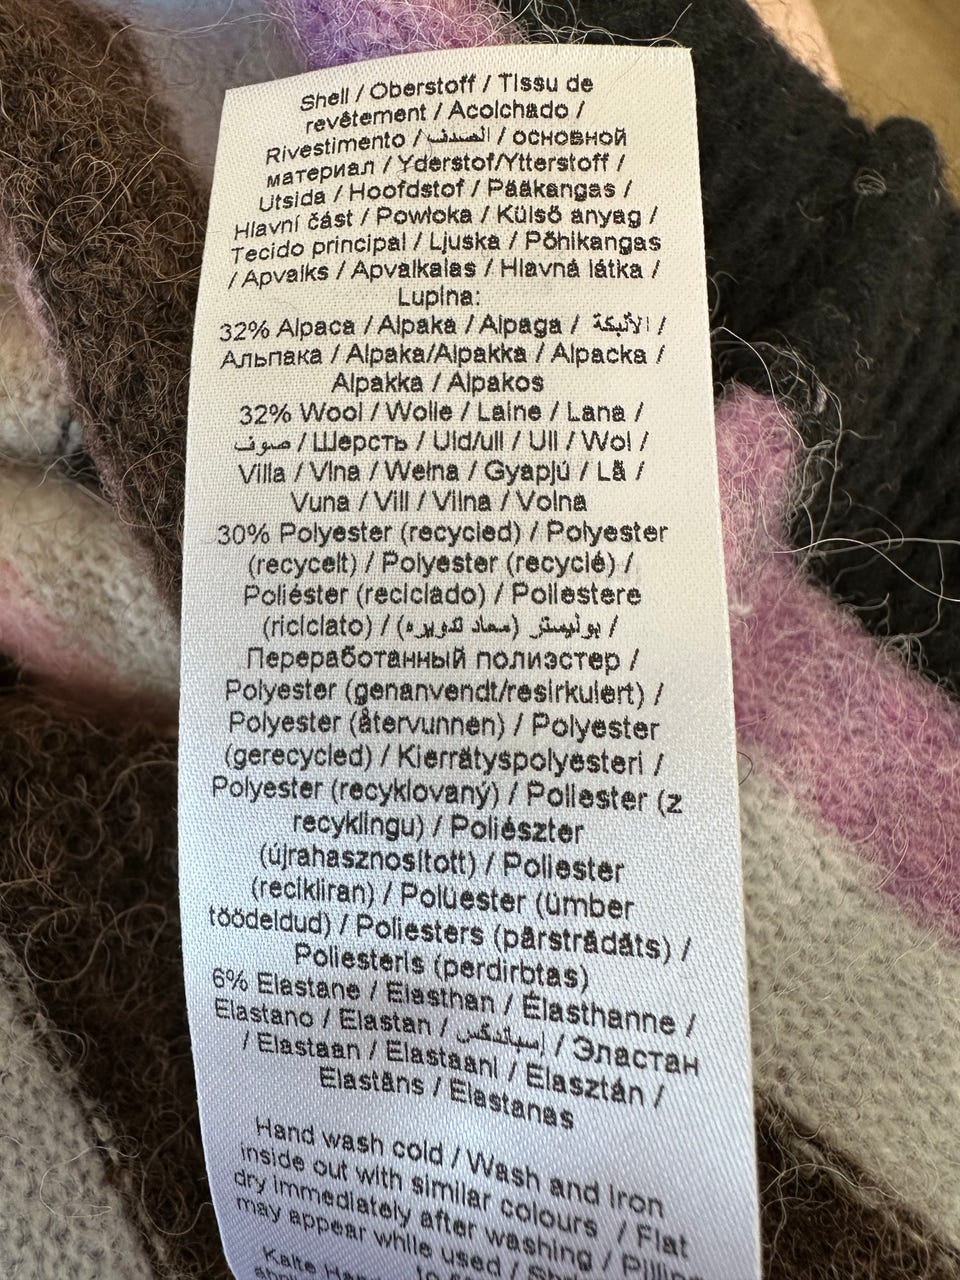 Shell / Oberstoff / Tissu de
revêtement / Acolchado /
Rivestimento / الصدف / основной
материал / Yderstof/Ytterstoff /
Utsida / Hoofdstof / Pääkangas /
Hlavní část / Powłoka / Külső anyag /
Tecido principal / Ljuska / Põhikangas
/ Apvalks / Apvalkalas / Hlavná látka /
Lupina:
32% Alpaca / Alpaka / Alpaga / الألبكة /
Альпака / Alpaka/Alpakka / Alpacka /
Alpakka / Alpakos
32% Wool / Wolle / Laine / Lana /
صوف / Шерсть / Uld/ull / Ull / Wol /
Villa / Vlna / Wełna / Gyapjú / Lã /
Vuna / Vill / Vilna / Volna
30% Polyester (recycled) / Polyester
(recycelt) / Polyester (recyclé) /
Poliéster (reciclado) / Poliestere
(riciclato) / بوليستر (معاد تدويره) /
Переработанный полиэстер /
Polyester (genanvendt/resirkulert) /
Polyester (återvunnen) / Polyester
(gerecycled) / Kierrätyspolyesteri /
Polyester (recyklovaný) / Poliester (z
recyklingu) / Poliészter
(újrahasznosított) / Poliester
(recikliran) / Polüester (ümber
töödeldud) / Poliesters (pārstrādāts) /
Poliesteris (perdirbtas)
6% Elastane / Elasthan / Élasthanne /
Elastano / Elastan / إسباندكس / Эластан
/ Elastaan / Elastaani / Elasztán /
Elastāns / Elastanas
Hand wash cold / Wash and iron
inside out with similar colours / Flat
dry immediately after washing / Pilling
may appear while used /
Kalte